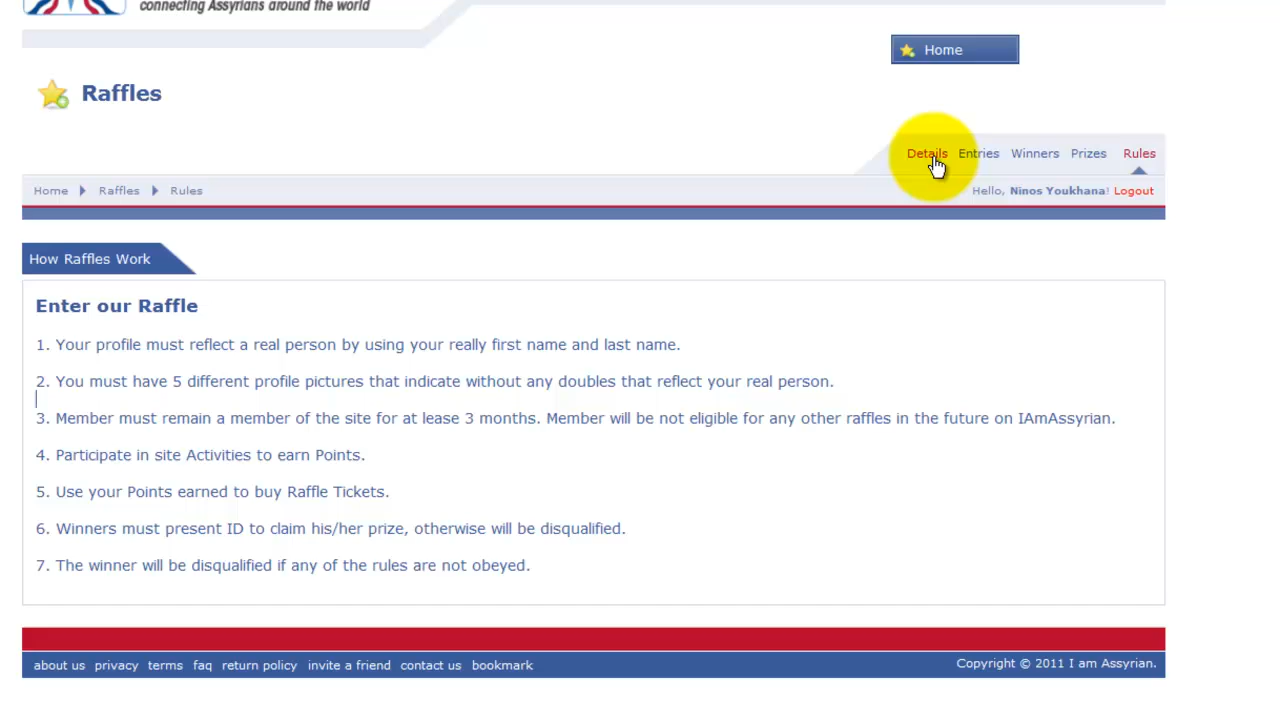 connecting Assyrians around the world
Home
Raffles
Details Entries Winners Prizes Rules
Home Raffles Rules
Hello, Ninos Youkhana! Logout
How Raffles Work
Enter our Raffle
1. Your profile must reflect a real person by using your really first name and last name.
2. You must have 5 different profile pictures that indicate without any doubles that reflect your real person.
3. Member must remain a member of the site for at lease 3 months. Member will be not eligible for any other raffles in the future on IAmAssyrian.
4. Participate in site Activities to earn Points.
5. Use your Points earned to buy Raffle Tickets.
6. Winners must present ID to claim his/her prize, otherwise will be disqualified.
7. The winner will be disqualified if any of the rules are not obeyed.
about us privacy terms faq return policy invite a friend contact us bookmark
Copyright © 2011 I am Assyrian.